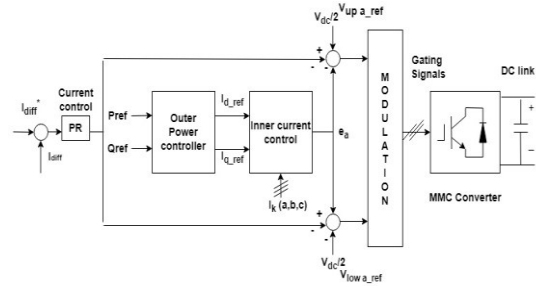 Vdc/2 Vup a_ref
+
-
-
Idiff*
Current
control
PR
Idiff
Pref
Qref
Outer
Power
controller
Id_ref
Iq_ref
Inner current
control
Ik (a,b,c)
ea
+
-
-
Vdc/2
Vlow a_ref
MODULATION
Gating
Signals
MMC Converter
DC link
+
−